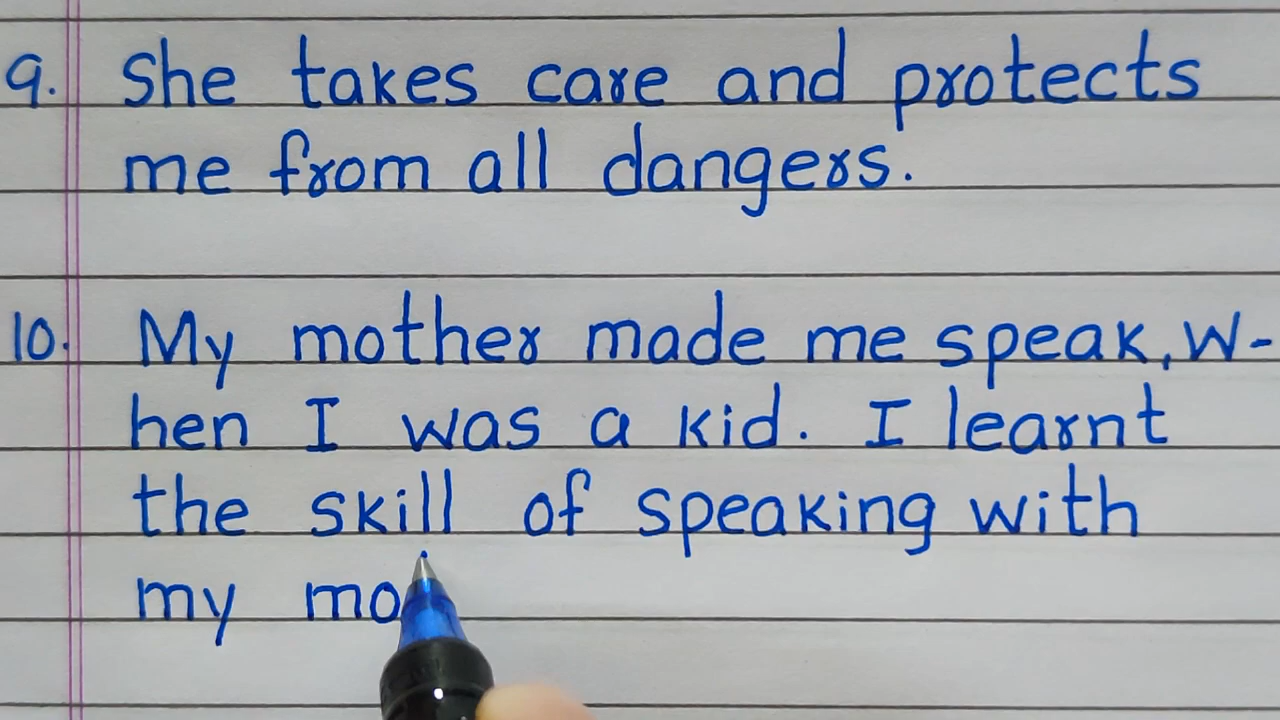 9. She takes care and protects
me from all dangers.
10. My mother made me speak, w-
hen I was a kid. I learnt
the skill of speaking with
my mo